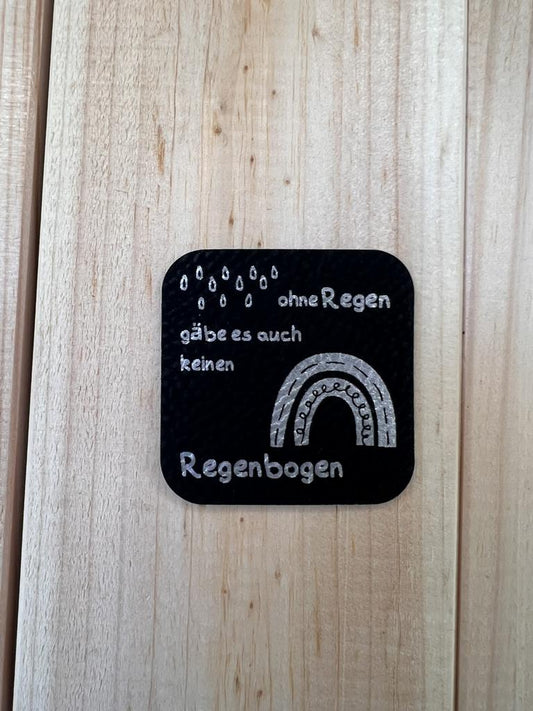 ohne Regen
gäbe es auch
keinen
Regenbogen